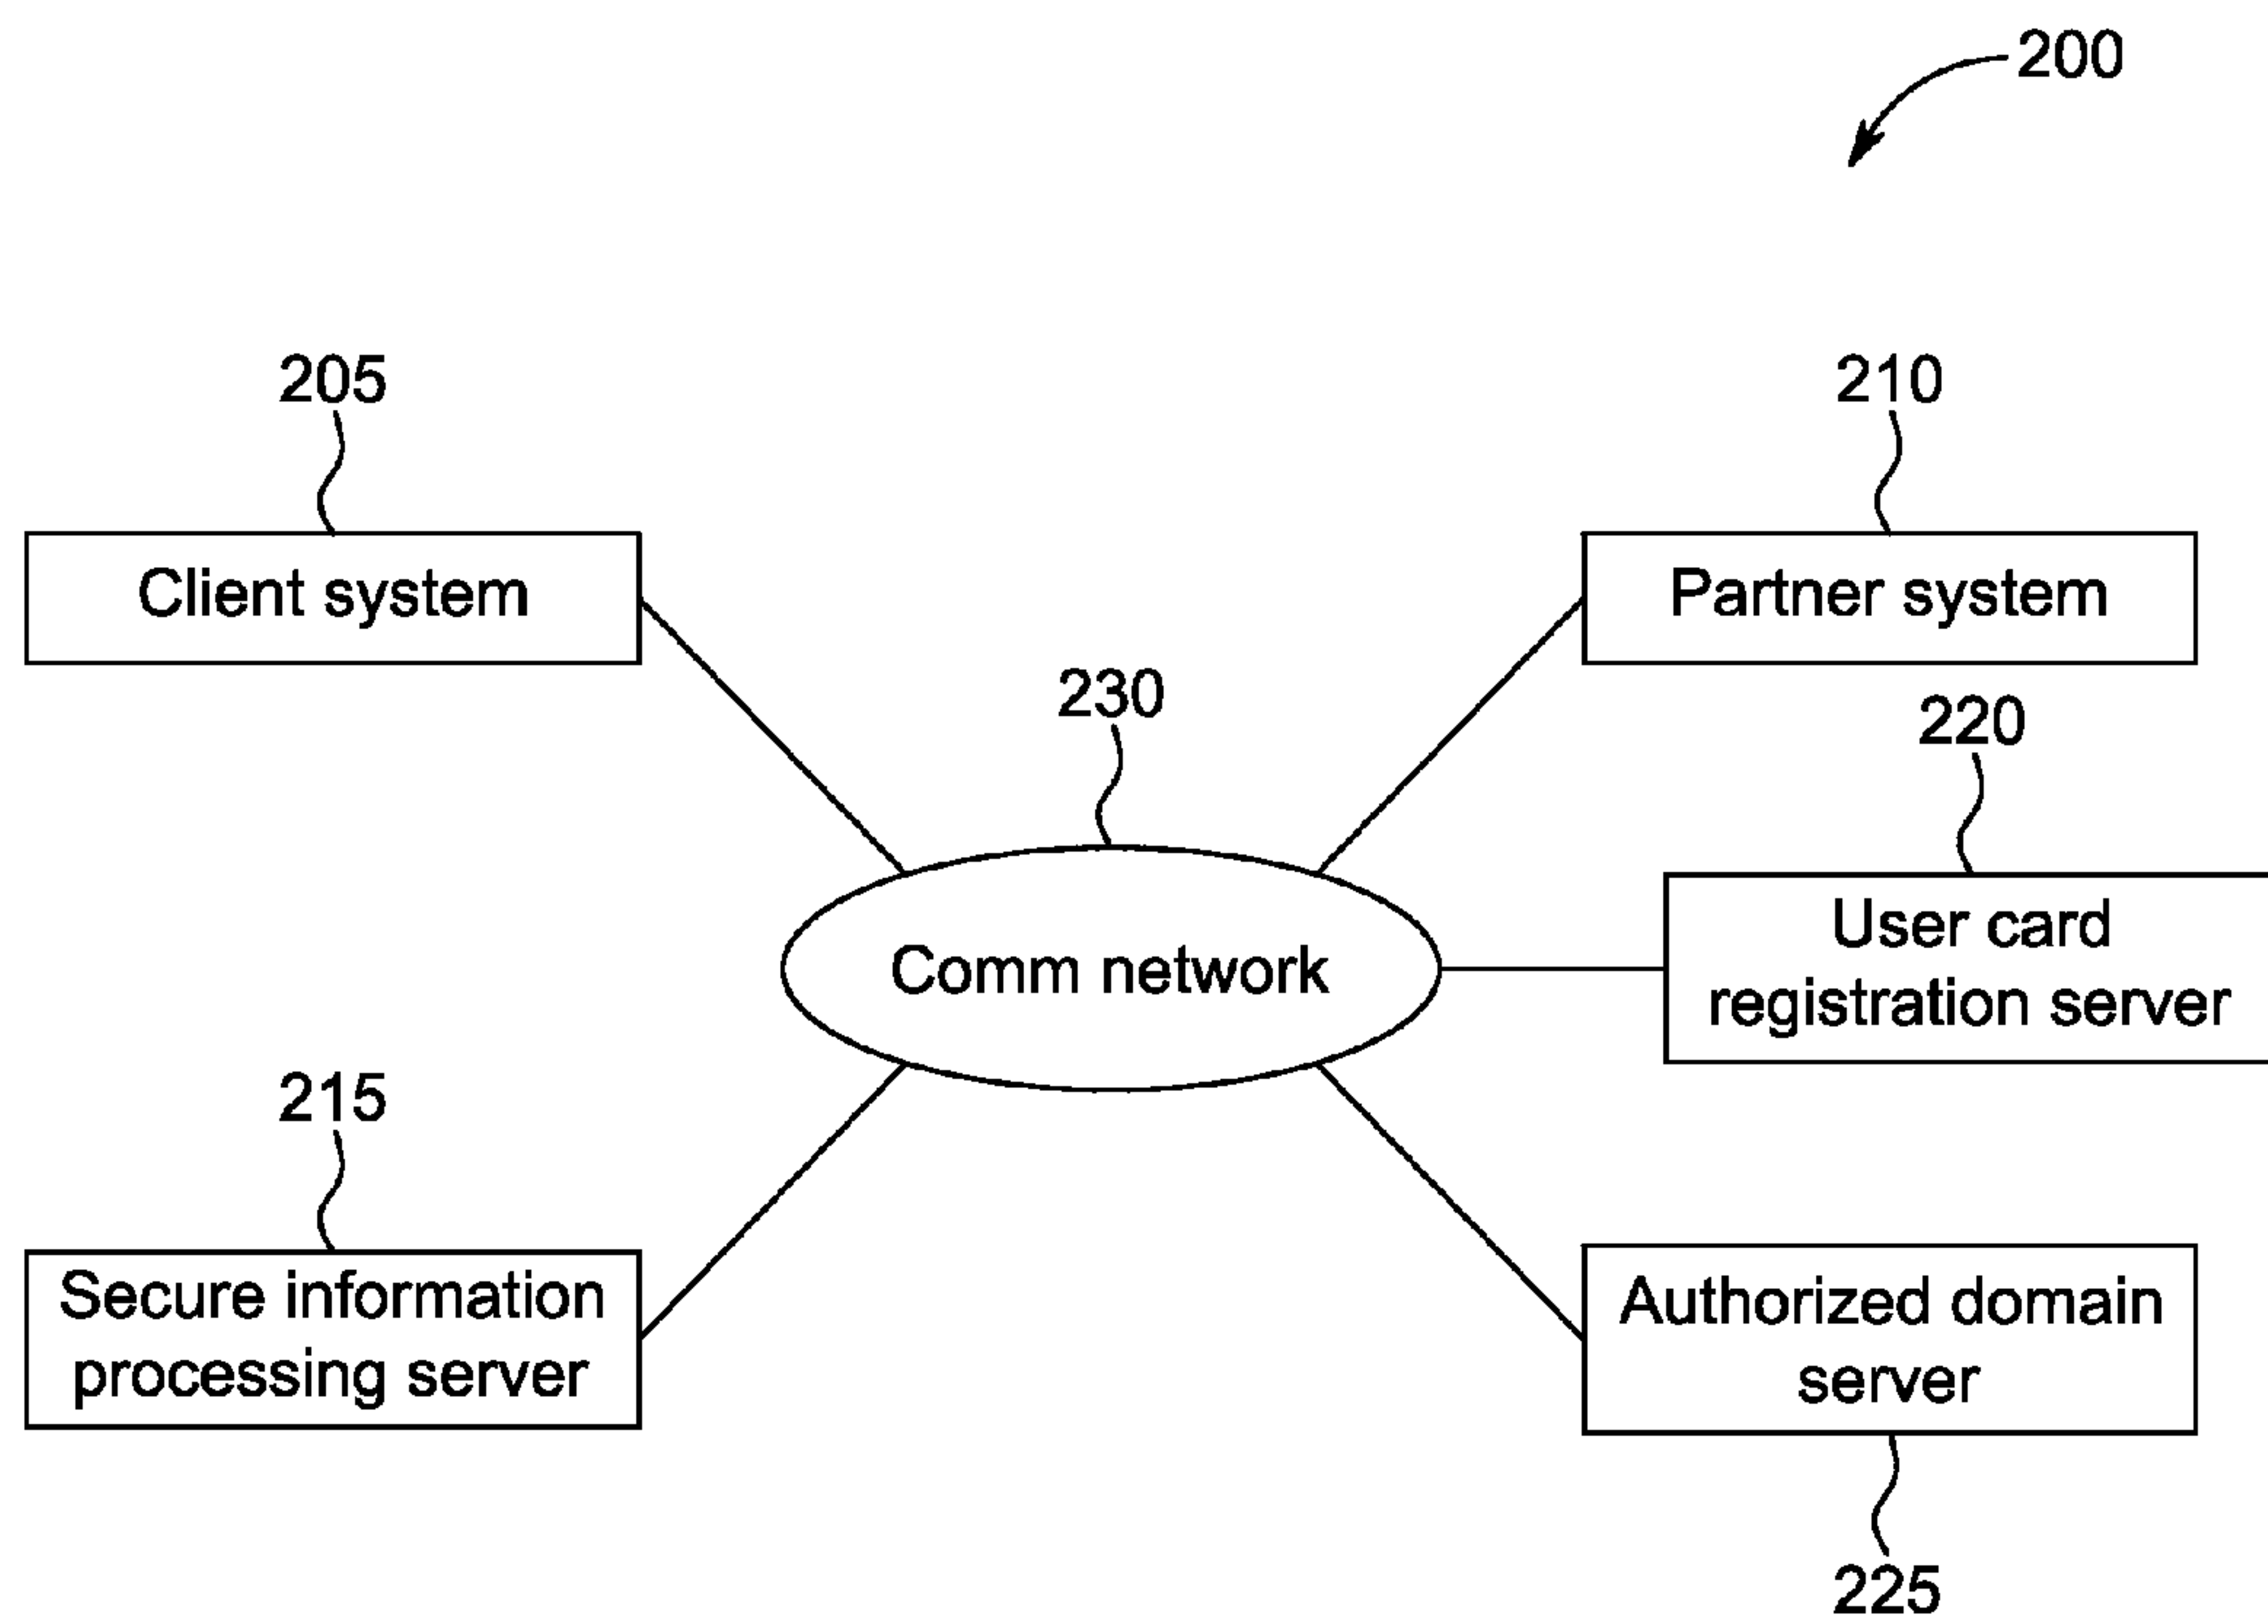 200
205
Client system
210
Partner system
230
Comm network
220
User card
registration server
215
Secure information
processing server
Authorized domain
server
225